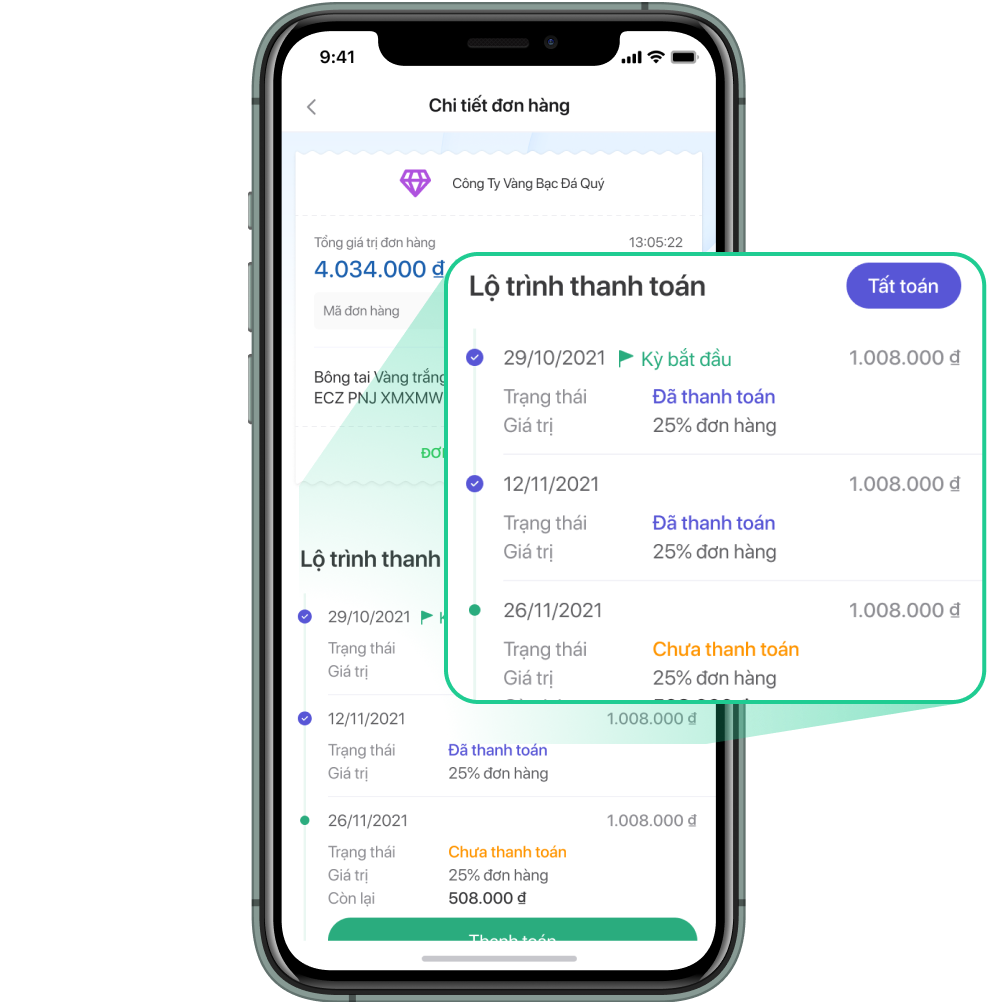 9:41
Chi tiết đơn hàng
Công Ty Vàng Bạc Đá Quý
Tổng giá trị đơn hàng 13:05:22
4.034.000 ₫
Mã đơn hàng
Bông tai Vàng trắng
ECZ PNJ XMXMW
Lộ trình thanh
29/10/2021
Trạng thái
Giá trị
12/11/2021 1.008.000 ₫
Trạng thái Đã thanh toán
Giá trị 25% đơn hàng
26/11/2021 1.008.000 ₫
Trạng thái Chưa thanh toán
Giá trị 25% đơn hàng
Còn lại 508.000 ₫
Thanh toán
Lộ trình thanh toán Tất toán
29/10/2021 Kỳ bắt đầu 1.008.000 ₫
Trạng thái Đã thanh toán
Giá trị 25% đơn hàng
12/11/2021 1.008.000 ₫
Trạng thái Đã thanh toán
Giá trị 25% đơn hàng
26/11/2021 1.008.000 ₫
Trạng thái Chưa thanh toán
Giá trị 25% đơn hàng